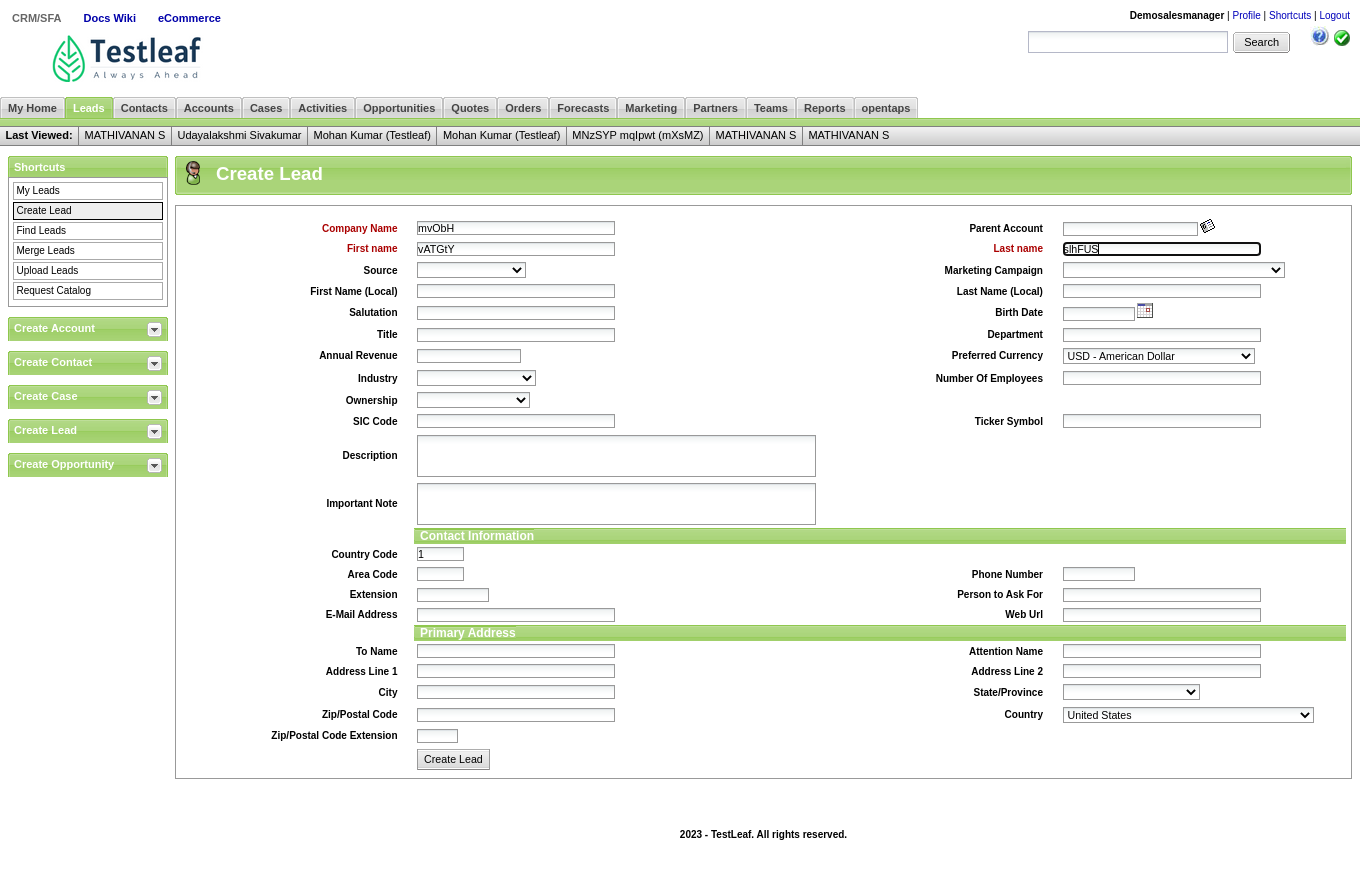 CRM/SFA Docs Wiki eCommerce
Demosalesmanager | Profile | Shortcuts | Logout
Testleaf
Always Ahead
Search
?
My Home Leads Contacts Accounts Cases Activities Opportunities Quotes Orders Forecasts Marketing Partners Teams Reports opentaps
Last Viewed: MATHIVANAN S Udayalakshmi Sivakumar Mohan Kumar (Testleaf) Mohan Kumar (Testleaf) MNzSYP mqIpwt (mXsMZ) MATHIVANAN S MATHIVANAN S
Shortcuts
My Leads
Create Lead
Find Leads
Merge Leads
Upload Leads
Request Catalog
Create Account
Create Contact
Create Case
Create Lead
Create Opportunity
Create Lead
Company Name mvObH Parent Account
First name vATGtY Last name slhFUS
Source Marketing Campaign
First Name (Local) Last Name (Local)
Salutation Birth Date
Title Department
Annual Revenue Preferred Currency USD - American Dollar
Industry Number Of Employees
Ownership
SIC Code Ticker Symbol
Description
Important Note
Contact Information
Country Code 1
Area Code Phone Number
Extension Person to Ask For
E-Mail Address Web Url
Primary Address
To Name Attention Name
Address Line 1 Address Line 2
City State/Province
Zip/Postal Code Country United States
Zip/Postal Code Extension
Create Lead
2023 - TestLeaf. All rights reserved.